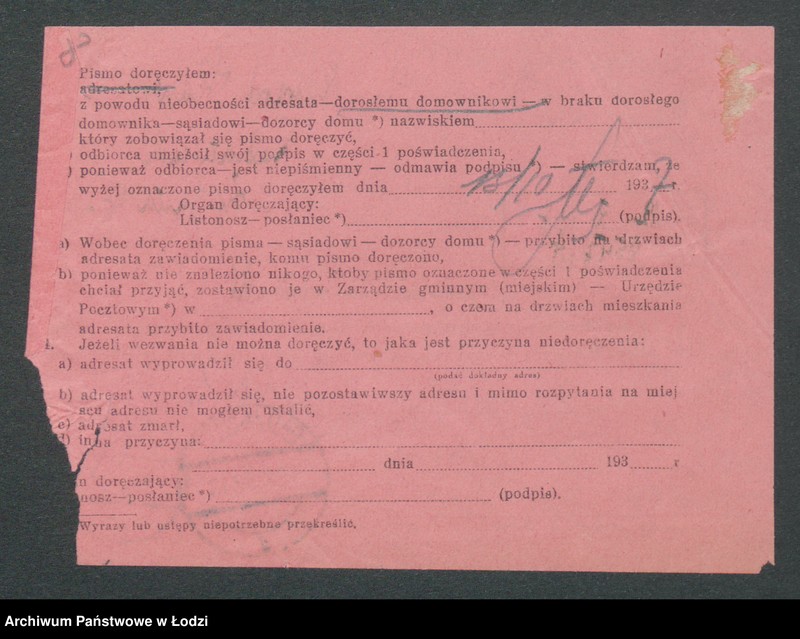 Pismo doręczyłem:
adresatowi,
z powodu nieobecności adresata—dorosłemu domownikowi — w braku dorosłego
domownika—sąsiadowi—dozorcy domu *) nazwiskiem
który zobowiązał się pismo doręczyć,
) odbiorca umieścił swój podpis w części 1 poświadczenia,
) ponieważ odbiorca—jest niepiśmienny — odmawia podpisu *) — stwierdzam, że
wyżej oznaczone pismo doręczyłem dnia 15/10 1937 r.
Organ doręczający:
Listonosz— posłaniec *) (podpis).
a) Wobec doręczenia pisma — sąsiadowi — dozorcy domu *) — przybito na drzwiach
adresata zawiadomienie, komu pismo doręczono,
b) ponieważ nie znaleziono nikogo, ktoby pismo oznaczone w części 1 poświadczenia
chciał przyjąć, zostawiono je w Zarządzie gminnym (miejskim) — Urzędzie
Pocztowym *) w , o czem na drzwiach mieszkania
adresata przybito zawiadomienie.
. Jeżeli wezwania nie można doręczyć, to jaka jest przyczyna niedoręczenia:
a) adresat wyprowadził się do
(podać dokładny adres)
b) adresat wyprowadził się, nie pozostawiwszy adresu i mimo rozpytania na miej
scu adresu nie mogłem ustalić,
c) adresat zmarł,
d) inna przyczyna:
dnia 193 r
n doręczający:
nosz—posłaniec *) (podpis).
Wyrazy lub ustępy niepotrzebne przekreślić.
Archiwum Państwowe w Łodzi